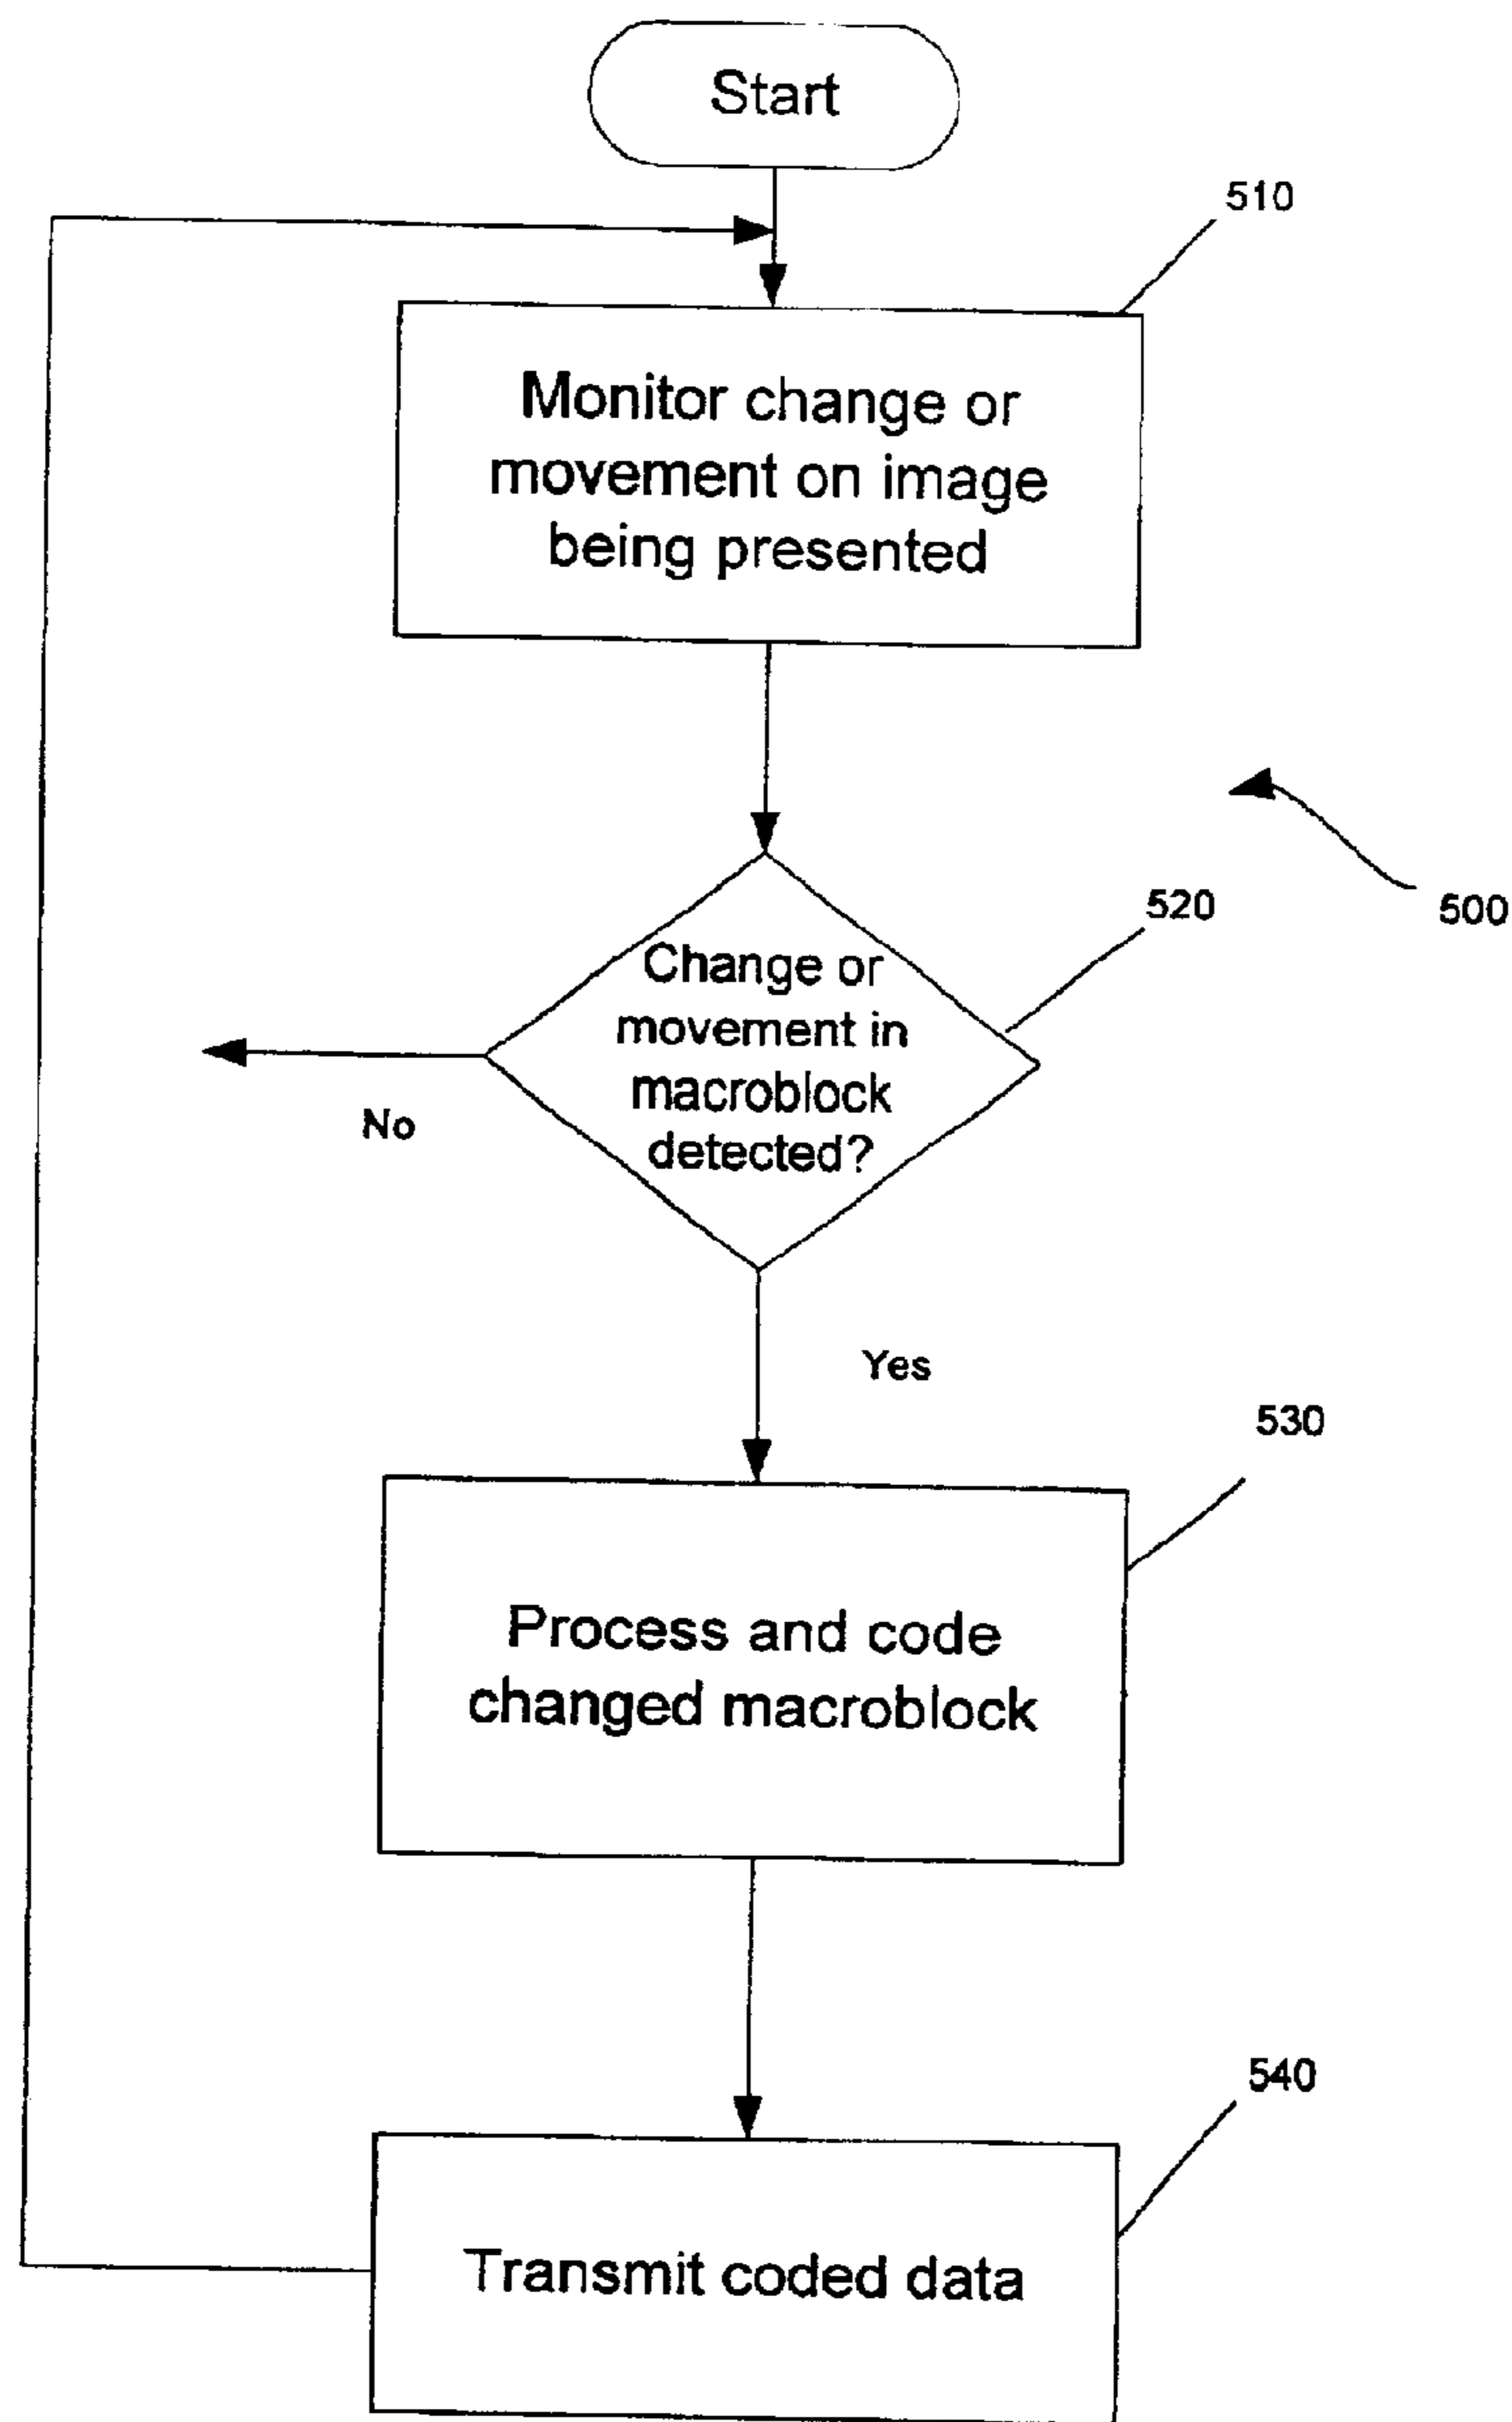 Start
510
Monitor change or
movement on image
being presented
500
520
Change or
movement in
macroblock
detected?
No
Yes
530
Process and code
changed macroblock
540
Transmit coded data